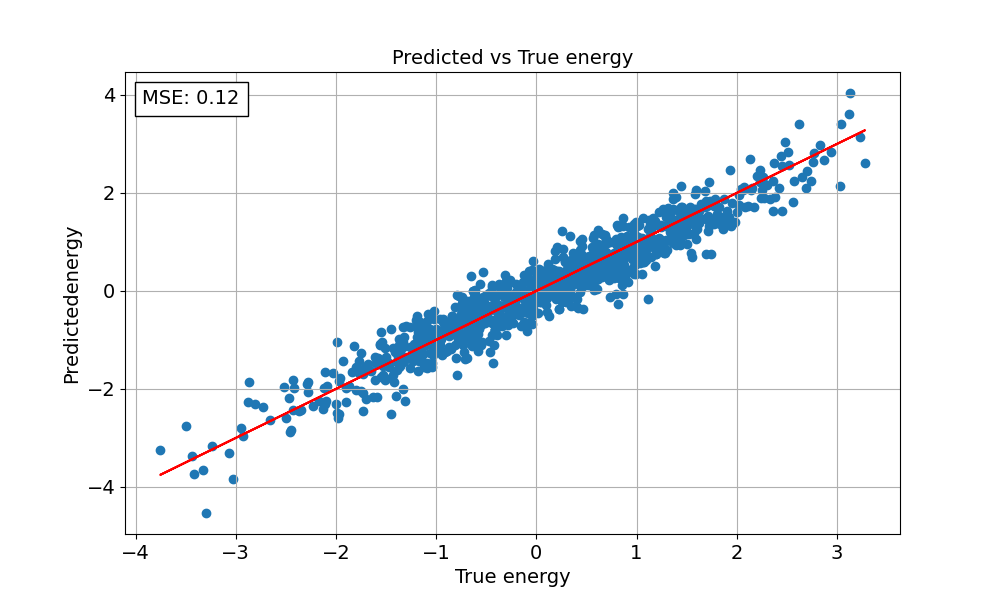 Predicted vs True energy
MSE: 0.12
4
2
0
−2
−4
Predictedenergy
−4 −3 −2 −1 0 1 2 3
True energy